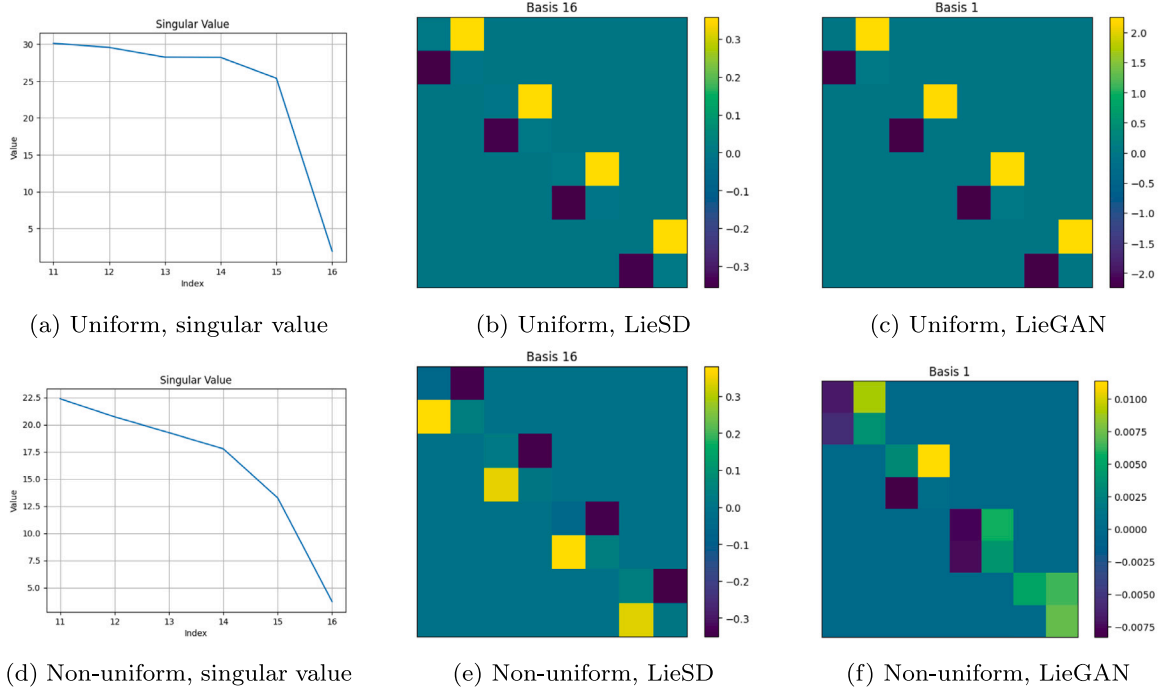 Singular Value
Value
30
25
20
15
10
5
11 12 13 14 15 16
Index
(a) Uniform, singular value
Basis 16
0.3
0.2
0.1
0.0
−0.1
−0.2
−0.3
(b) Uniform, LieSD
Basis 1
2.0
1.5
1.0
0.5
0.0
−0.5
−1.0
−1.5
−2.0
(c) Uniform, LieGAN
Singular Value
Value
22.5
20.0
17.5
15.0
12.5
10.0
7.5
5.0
11 12 13 14 15 16
Index
(d) Non-uniform, singular value
Basis 16
0.3
0.2
0.1
0.0
−0.1
−0.2
−0.3
(e) Non-uniform, LieSD
Basis 1
0.0100
0.0075
0.0050
0.0025
0.0000
−0.0025
−0.0050
−0.0075
(f) Non-uniform, LieGAN